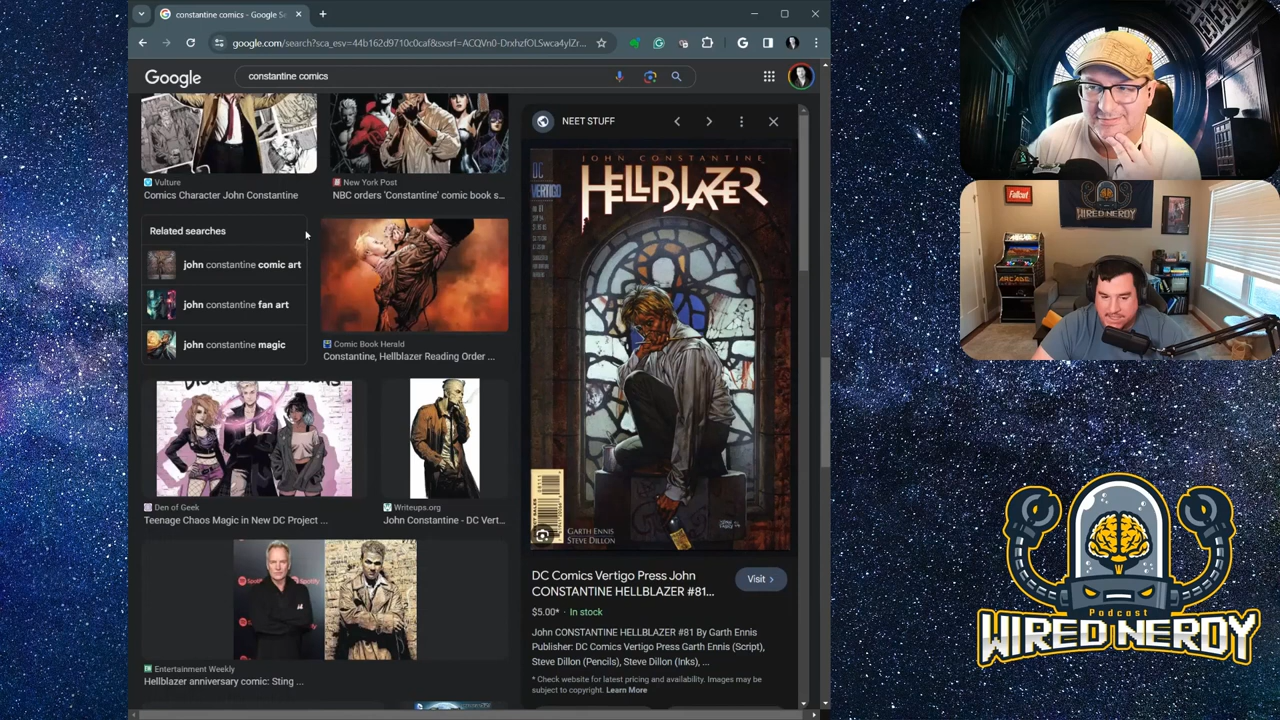 constantine comics - Google Se
google.com/search?sca_esv=44b162d9710c0caf&sxsrf=ACQVn0-DrxhzfOLSwca4ylZr...
Google
constantine comics
Vulture
Comics Character John Constantine
New York Post
NBC orders 'Constantine' comic book s...
Related searches
john constantine comic art
john constantine fan art
john constantine magic
Comic Book Herald
Constantine, Hellblazer Reading Order ...
Den of Geek
Teenage Chaos Magic in New DC Project ...
Writeups.org
John Constantine - DC Vert...
Entertainment Weekly
Hellblazer anniversary comic: Sting ...
NEET STUFF
JOHN CONSTANTINE
HELLBLAZER
DC
VERTIGO
GARTH ENNIS
STEVE DILLON
DC Comics Vertigo Press John
CONSTANTINE HELLBLAZER #81...
Visit
$5.00* · In stock
John CONSTANTINE HELLBLAZER #81 By Garth Ennis
Publisher: DC Comics Vertigo Press Garth Ennis (Script),
Steve Dillon (Pencils), Steve Dillon (Inks), ...
* Check website for latest pricing and availability. Images may be
subject to copyright. Learn More
Fallout
WIRED NERDY
ARCADE
Podcast
WIRED NERDY